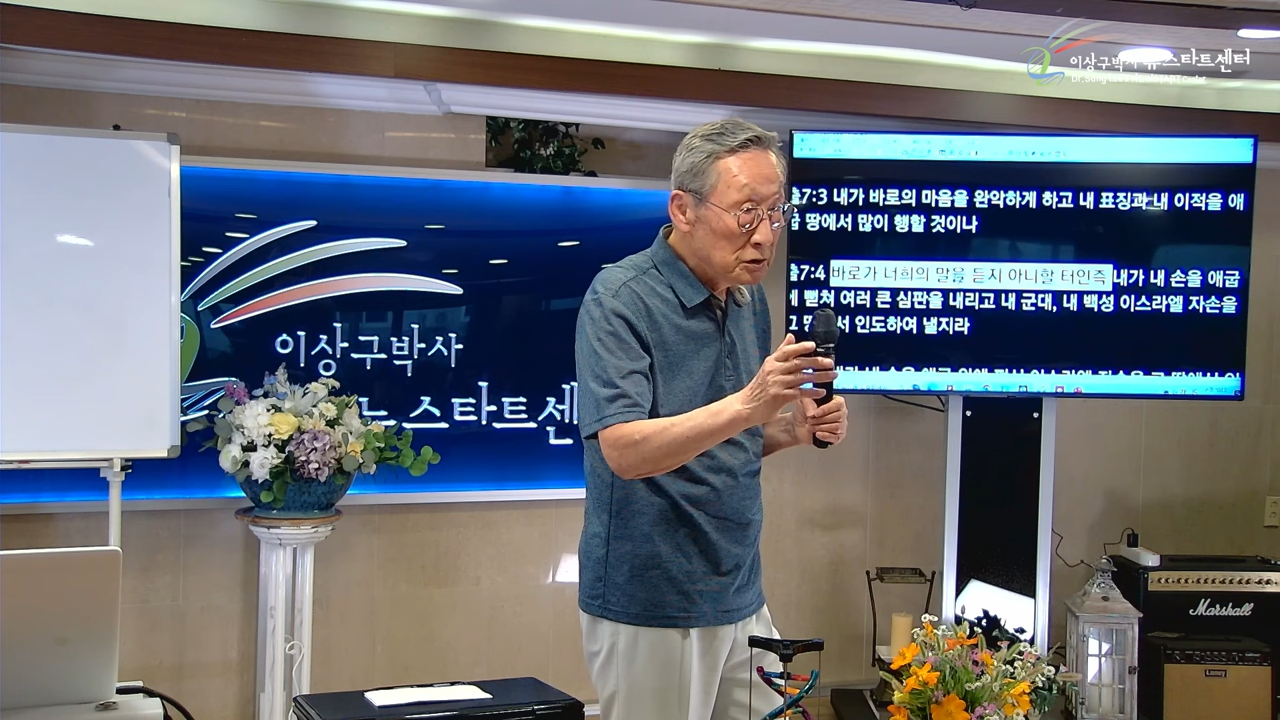 이상구박사 뉴스타트센터
출7:3 내가 바로의 마음을 완악하게 하고 내 표징과 내 이적을 애
굽 땅에서 많이 행할 것이나
출7:4 바로가 너희의 말을 듣지 아니할 터인즉 내가 내 손을 애굽
에 뻗쳐 여러 큰 심판을 내리고 내 군대, 내 백성 이스라엘 자손을
서 인도하여 낼지라
이상구박사
뉴스타트센
Marshall
Laney